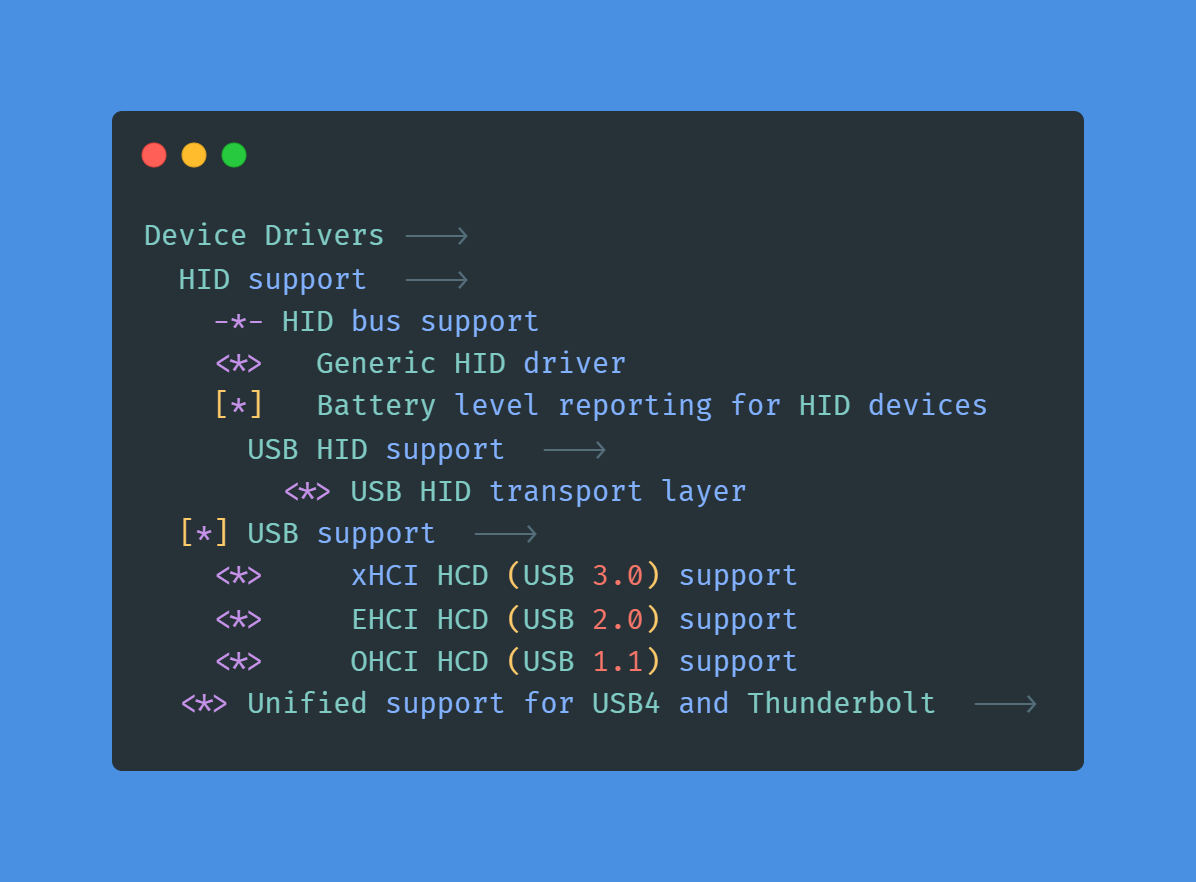 Device Drivers --->
  HID support  --->
    -*- HID bus support
    <*>   Generic HID driver
    [*]   Battery level reporting for HID devices
      USB HID support  --->
        <*> USB HID transport layer
  [*] USB support  --->
    <*>     xHCI HCD (USB 3.0) support
    <*>     EHCI HCD (USB 2.0) support
    <*>     OHCI HCD (USB 1.1) support
  <*> Unified support for USB4 and Thunderbolt  --->